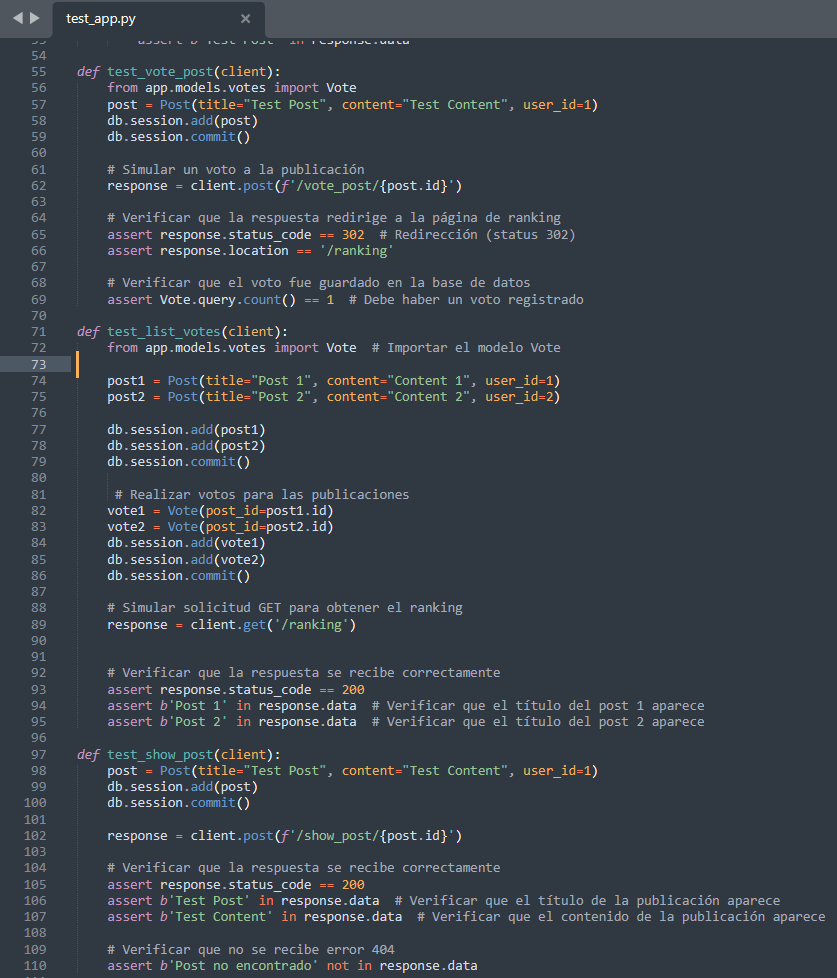 test_app.py
54
55 def test_vote_post(client):
56     from app.models.votes import Vote
57     post = Post(title="Test Post", content="Test Content", user_id=1)
58     db.session.add(post)
59     db.session.commit()
60
61     # Simular un voto a la publicación
62     response = client.post(f'/vote_post/{post.id}')
63
64     # Verificar que la respuesta redirige a la página de ranking
65     assert response.status_code == 302  # Redirección (status 302)
66     assert response.location == '/ranking'
67
68     # Verificar que el voto fue guardado en la base de datos
69     assert Vote.query.count() == 1  # Debe haber un voto registrado
70
71 def test_list_votes(client):
72     from app.models.votes import Vote  # Importar el modelo Vote
73
74     post1 = Post(title="Post 1", content="Content 1", user_id=1)
75     post2 = Post(title="Post 2", content="Content 2", user_id=2)
76
77     db.session.add(post1)
78     db.session.add(post2)
79     db.session.commit()
80
81      # Realizar votos para las publicaciones
82     vote1 = Vote(post_id=post1.id)
83     vote2 = Vote(post_id=post2.id)
84     db.session.add(vote1)
85     db.session.add(vote2)
86     db.session.commit()
87
88     # Simular solicitud GET para obtener el ranking
89     response = client.get('/ranking')
90
91
92     # Verificar que la respuesta se recibe correctamente
93     assert response.status_code == 200
94     assert b'Post 1' in response.data  # Verificar que el título del post 1 aparece
95     assert b'Post 2' in response.data  # Verificar que el título del post 2 aparece
96
97 def test_show_post(client):
98     post = Post(title="Test Post", content="Test Content", user_id=1)
99     db.session.add(post)
100     db.session.commit()
101
102     response = client.post(f'/show_post/{post.id}')
103
104     # Verificar que la respuesta se recibe correctamente
105     assert response.status_code == 200
106     assert b'Test Post' in response.data  # Verificar que el título de la publicación aparece
107     assert b'Test Content' in response.data  # Verificar que el contenido de la publicación aparece
108
109     # Verificar que no se recibe error 404
110     assert b'Post no encontrado' not in response.data